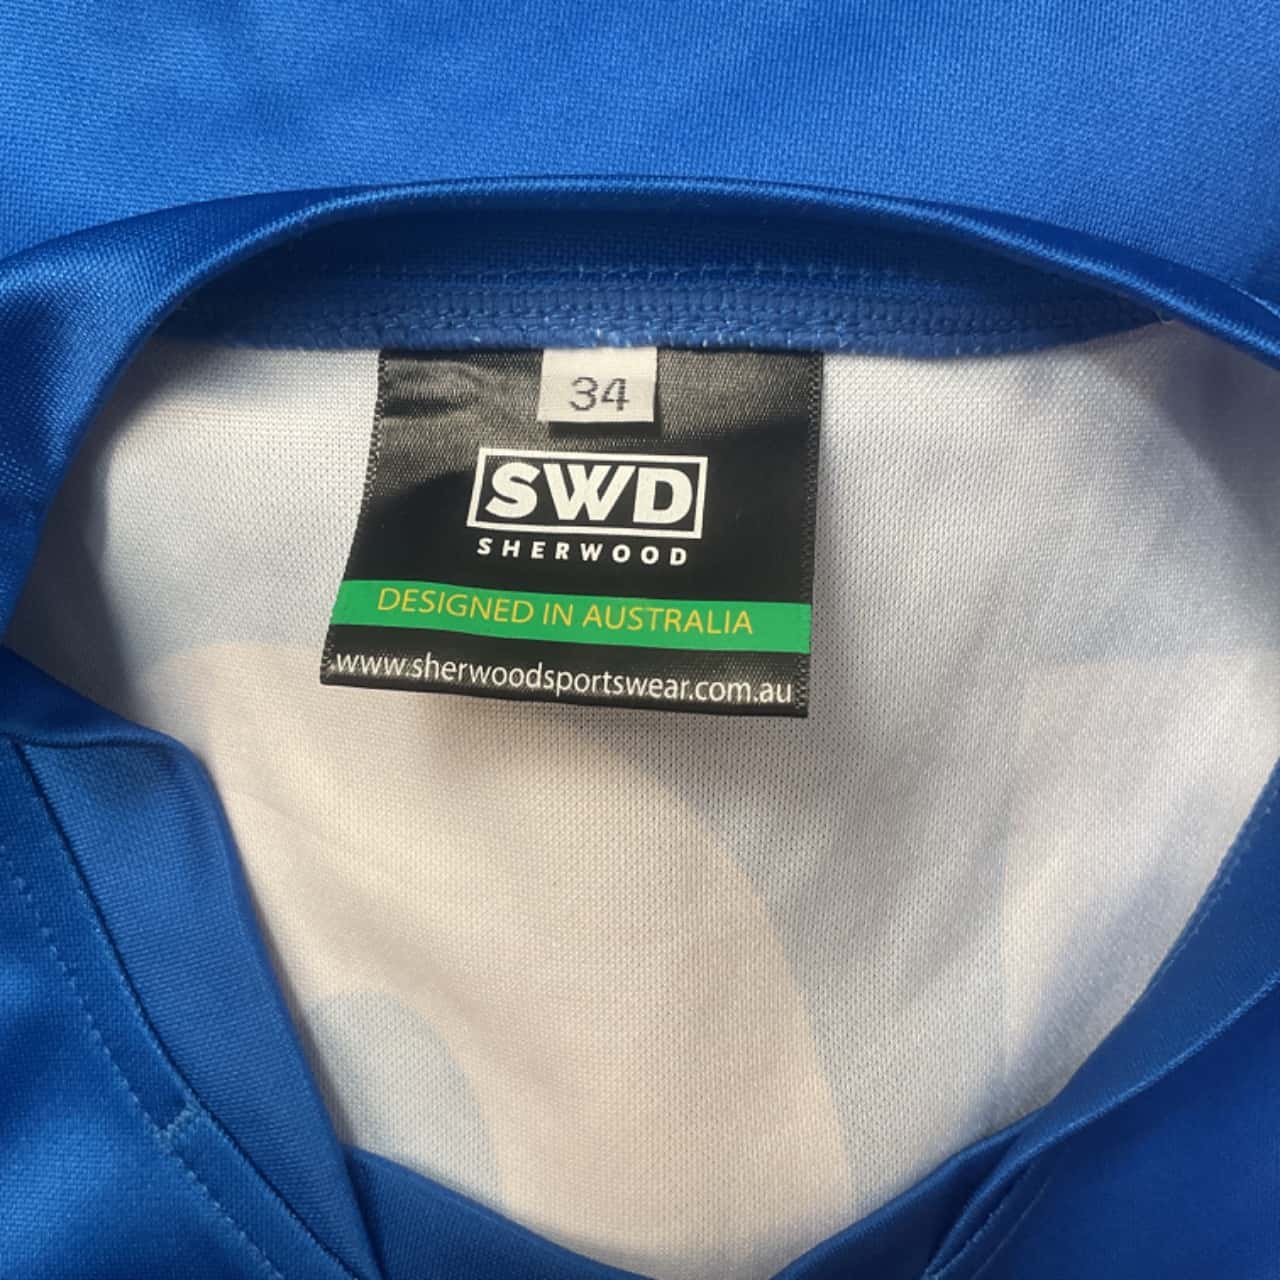 34
SWD
SHERWOOD
DESIGNED IN AUSTRALIA
www.sherwoodsportswear.com.au